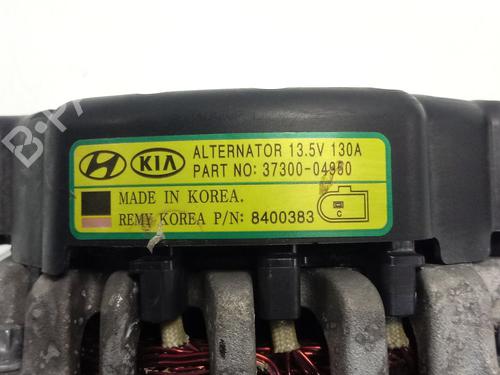 B-P
KIA
ALTERNATOR 13.5V 130A
PART NO: 37300-04980
MADE IN KOREA.
REMY KOREA P/N: 8400383
C